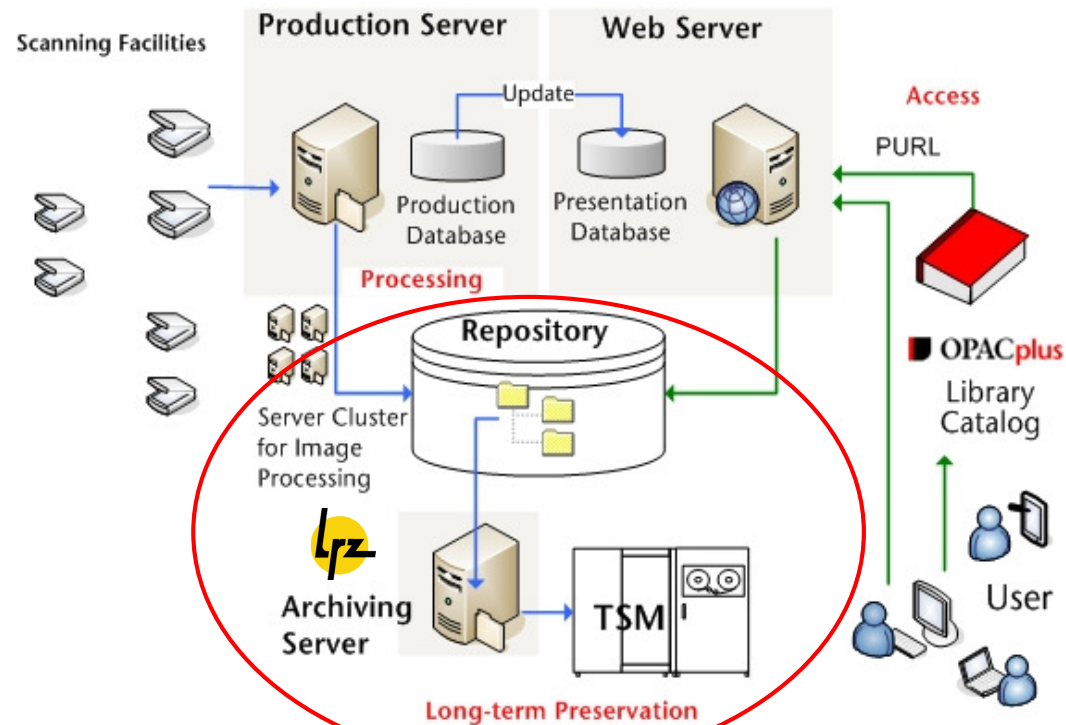 Scanning Facilities
Production Server
Web Server
Update
Production
Database
Presentation
Database
Processing
Access
PURL
OPACplus
Library
Catalog
User
Repository
Server Cluster
for Image
Processing
lrz
Archiving
Server
TSM
Long-term Preservation